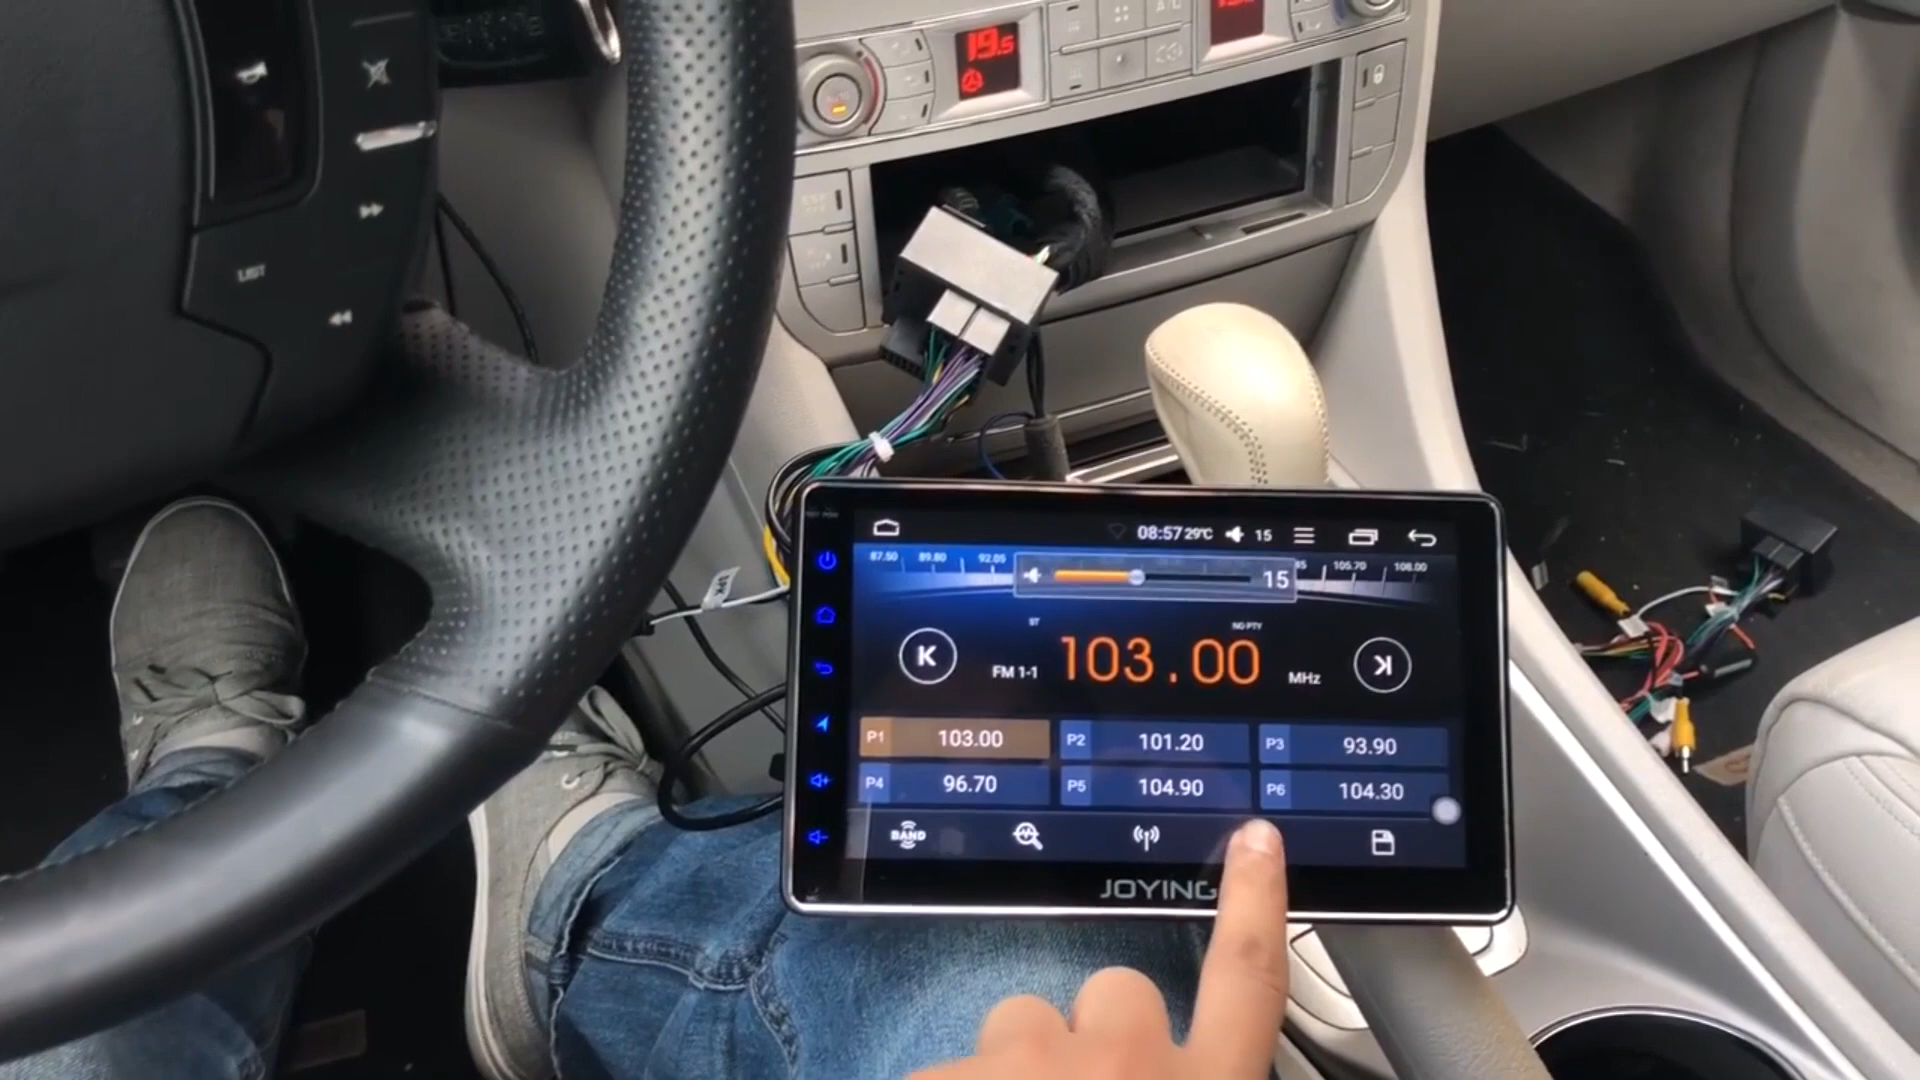 19.5
LIST
08:57 29℃ 15
87.50 89.80 92.05 105.70 108.00
15
ST NO PTY
FM 1-1 103.00 MHz
P1 103.00 P2 101.20 P3 93.90
P4 96.70 P5 104.90 P6 104.30
BAND
JOYING
SPK